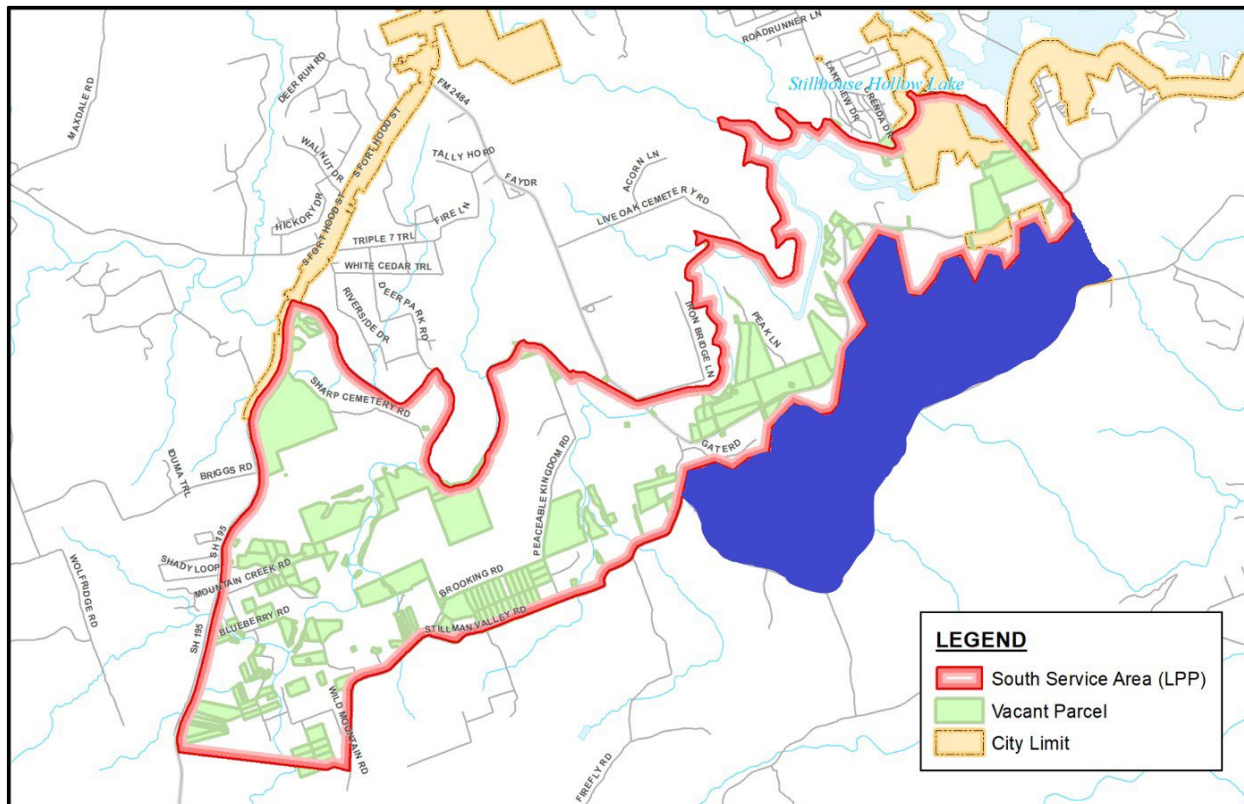 ROADRUNNER LN
MAXDALE RD
DEER RUN RD
FM 2484
S FORT HOOD ST
Stillhouse Hollow Lake
LAKEVIEW DR
WALNUT DR
TALLY HO RD
ACORN LN
FAY DR
HICKORY DR
FIRE LN
LIVE OAK CEMETERY RD
S FORT HOOD ST
TRIPLE 7 TRL
WHITE CEDAR TRL
DEER PARK RD
RIVERSIDE DR
IRON BRIDGE LN
PEAK LN
SHARP CEMETERY RD
GATE RD
PEACEABLE KINGDOM RD
IDUMA TRL
BRIGGS RD
SH 195
SHADY LOOP
WOLFRIDGE RD
MOUNTAIN CREEK RD
BROOKING RD
BLUEBERRY RD
STILLMAN VALLEY RD
SH 195
WILD MOUNTAIN RD
FIREFLY RD
LEGEND
South Service Area (LPP)
Vacant Parcel
City Limit